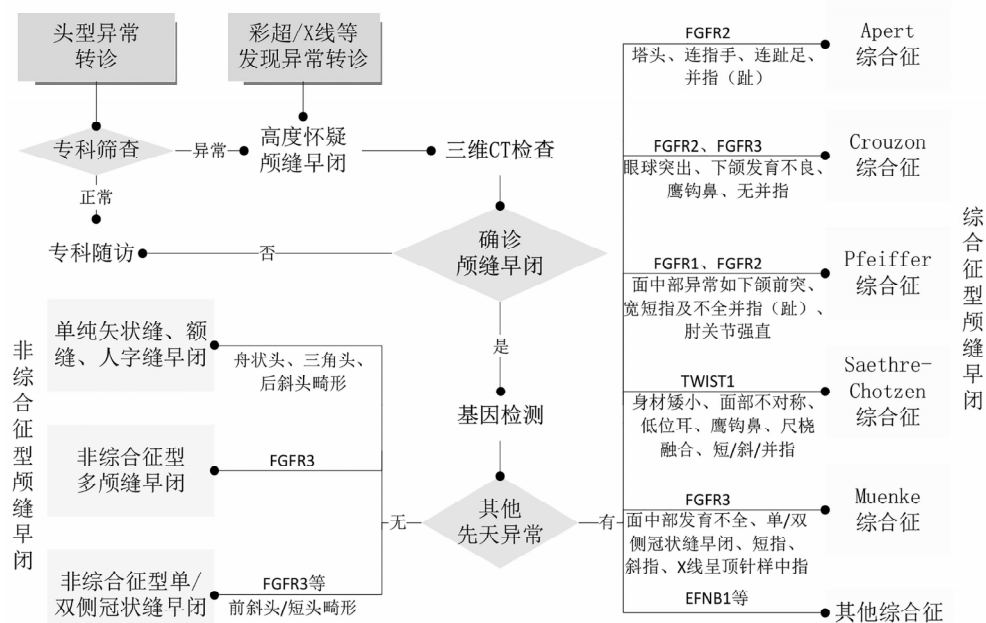 头型异常
转诊
彩超/X线等
发现异常转诊
专科筛查
异常
高度怀疑
颅缝早闭
三维CT检查
正常
专科随访
否
确诊
颅缝早闭
是
基因检测
其他
先天异常
无
有
非综合征型颅缝早闭
单纯矢状缝、额
缝、人字缝早闭
舟状头、三角头、
后斜头畸形
非综合征型
多颅缝早闭
FGFR3
非综合征型单/
双侧冠状缝早闭
FGFR3等
前斜头/短头畸形
FGFR2
塔头、连指手、连趾足、
并指（趾）
Apert
综合征
FGFR2、FGFR3
眼球突出、下颌发育不良、
鹰钩鼻、无并指
Crouzon
综合征
FGFR1、FGFR2
面中部异常如下颌前突、
宽短指及不全并指（趾）、
肘关节强直
Pfeiffer
综合征
TWIST1
身材矮小、面部不对称、
低位耳、鹰钩鼻、尺桡
融合、短/斜/并指
Saethre-
Chotzen
综合征
FGFR3
面中部发育不全、单/双
侧冠状缝早闭、短指、
斜指、X线呈顶针样中指
Muenke
综合征
EFNB1等
其他综合征
综合征型颅缝早闭